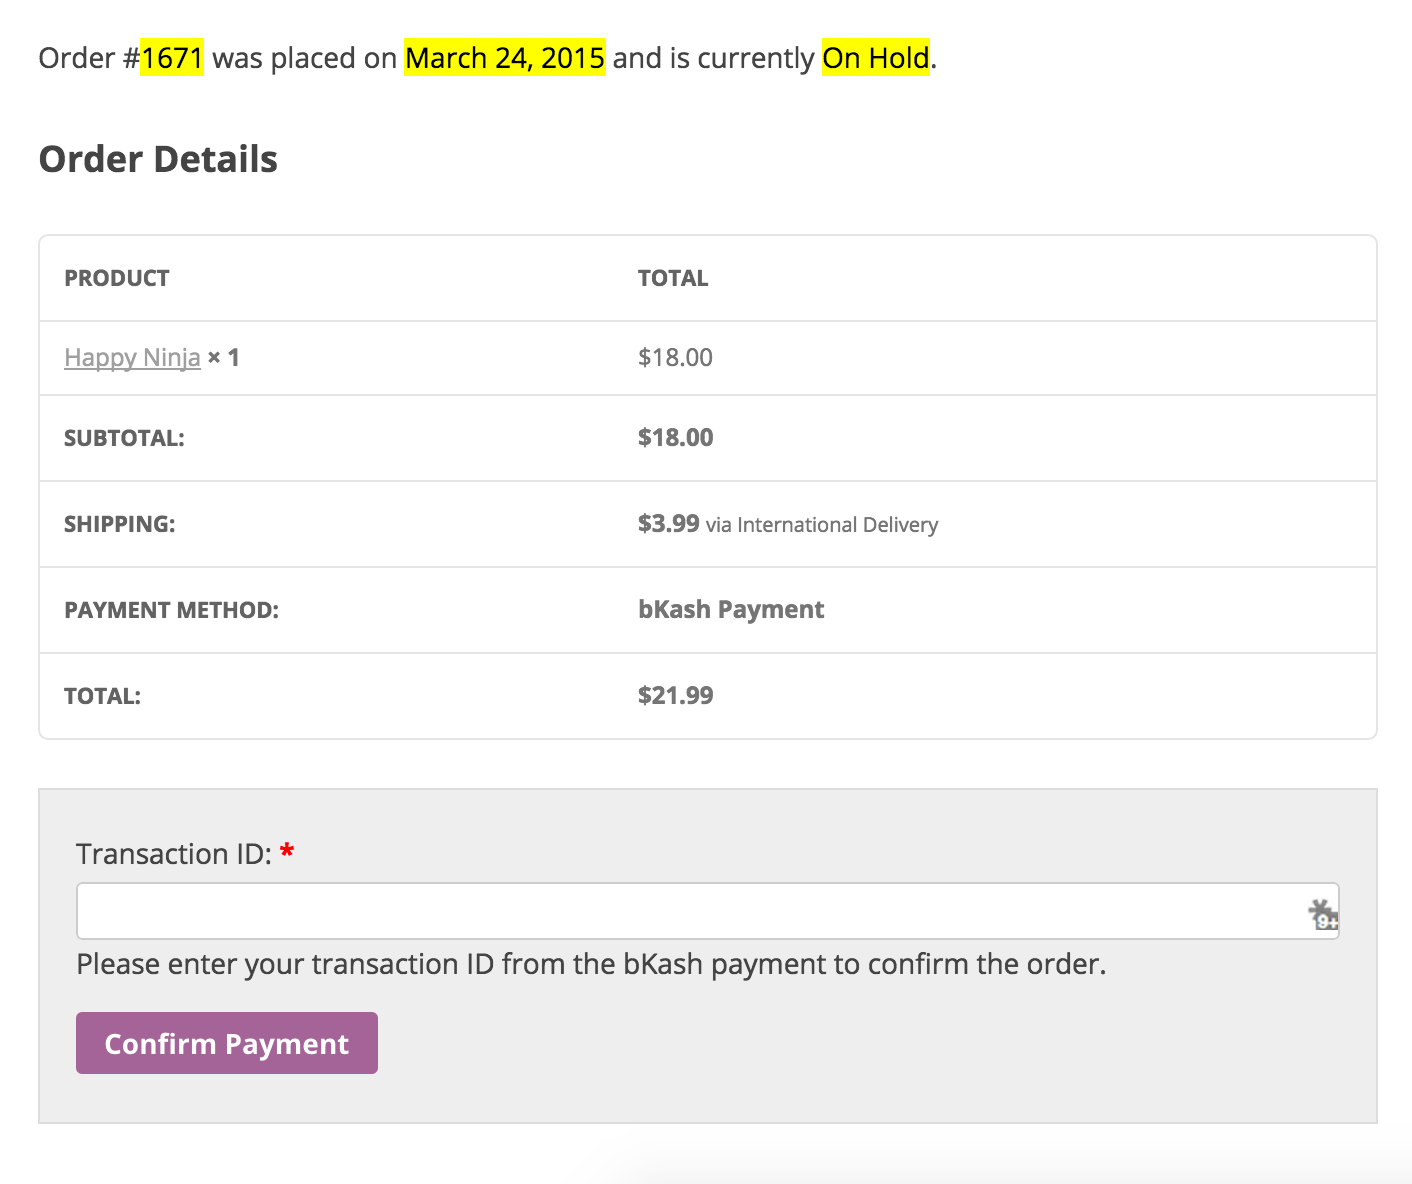 Order #1671 was placed on March 24, 2015 and is currently On Hold.
Order Details
PRODUCT TOTAL
Happy Ninja × 1 $18.00
SUBTOTAL: $18.00
SHIPPING: $3.99 via International Delivery
PAYMENT METHOD: bKash Payment
TOTAL: $21.99
Transaction ID: *
9+
Please enter your transaction ID from the bKash payment to confirm the order.
Confirm Payment